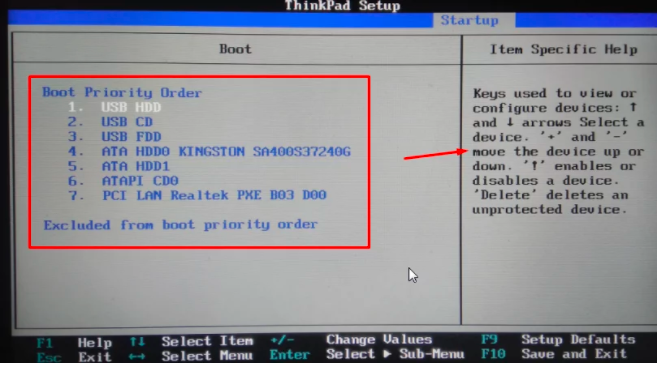 ThinkPad Setup
Startup
Boot
Item Specific Help
Boot Priority Order
1. USB HDD
2. USB CD
3. USB FDD
4. ATA HDD0 KINGSTON SA400S37240G
5. ATA HDD1
6. ATAPI CD0
7. PCI LAN Realtek PXE B03 D00
Excluded from boot priority order
Keys used to view or
configure devices: ↑
and ↓ arrows Select a
device. '+' and '-'
move the device up or
down. '!' enables or
disables a device.
'Delete' deletes an
unprotected device.
F1 Help ↑↓ Select Item +/- Change Values F9 Setup Defaults
Esc Exit ↔ Select Menu Enter Select ▶ Sub-Menu F10 Save and Exit